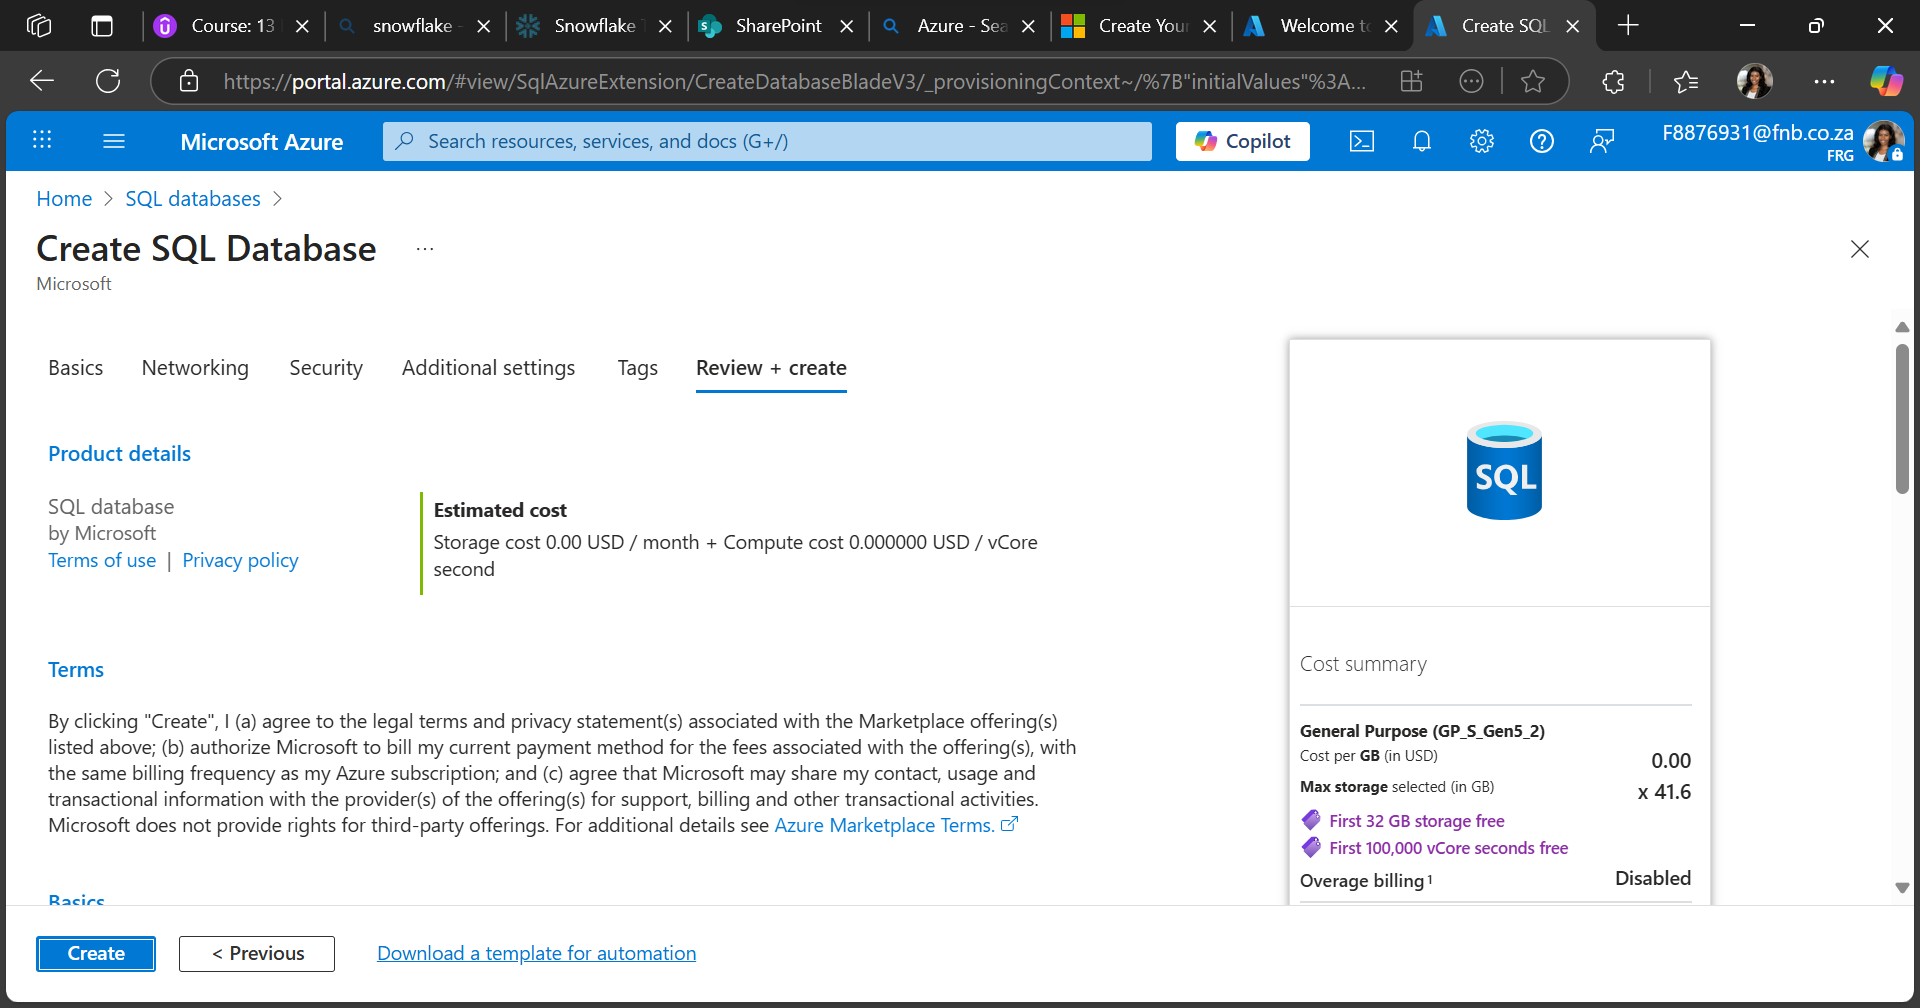 Course: 13
snowflake -
Snowflake
SharePoint
Azure - Sea
Create Your
Welcome to
Create SQL
https://portal.azure.com/#view/SqlAzureExtension/CreateDatabaseBladeV3/_provisioningContext~/%7B"initialValues"%3A...
Microsoft Azure
Search resources, services, and docs (G+/)
Copilot
F8876931@fnb.co.za
FRG
Home > SQL databases >
Create SQL Database ...
Microsoft
Basics
Networking
Security
Additional settings
Tags
Review + create
Product details
SQL database
by Microsoft
Terms of use | Privacy policy
Estimated cost
Storage cost 0.00 USD / month + Compute cost 0.000000 USD / vCore
second
Terms
By clicking "Create", I (a) agree to the legal terms and privacy statement(s) associated with the Marketplace offering(s)
listed above; (b) authorize Microsoft to bill my current payment method for the fees associated with the offering(s), with
the same billing frequency as my Azure subscription; and (c) agree that Microsoft may share my contact, usage and
transactional information with the provider(s) of the offering(s) for support, billing and other transactional activities.
Microsoft does not provide rights for third-party offerings. For additional details see Azure Marketplace Terms.
Basics
SQL
Cost summary
General Purpose (GP_S_Gen5_2)
Cost per GB (in USD) 0.00
Max storage selected (in GB) x 41.6
First 32 GB storage free
First 100,000 vCore seconds free
Overage billing¹ Disabled
Create
< Previous
Download a template for automation